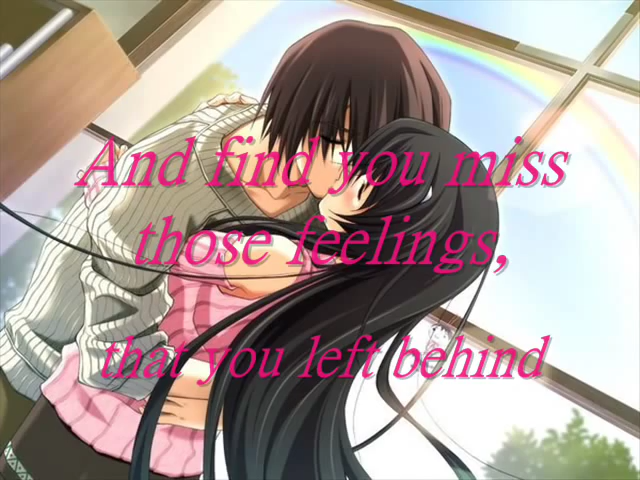 And find you miss
those feelings,
that you left behind